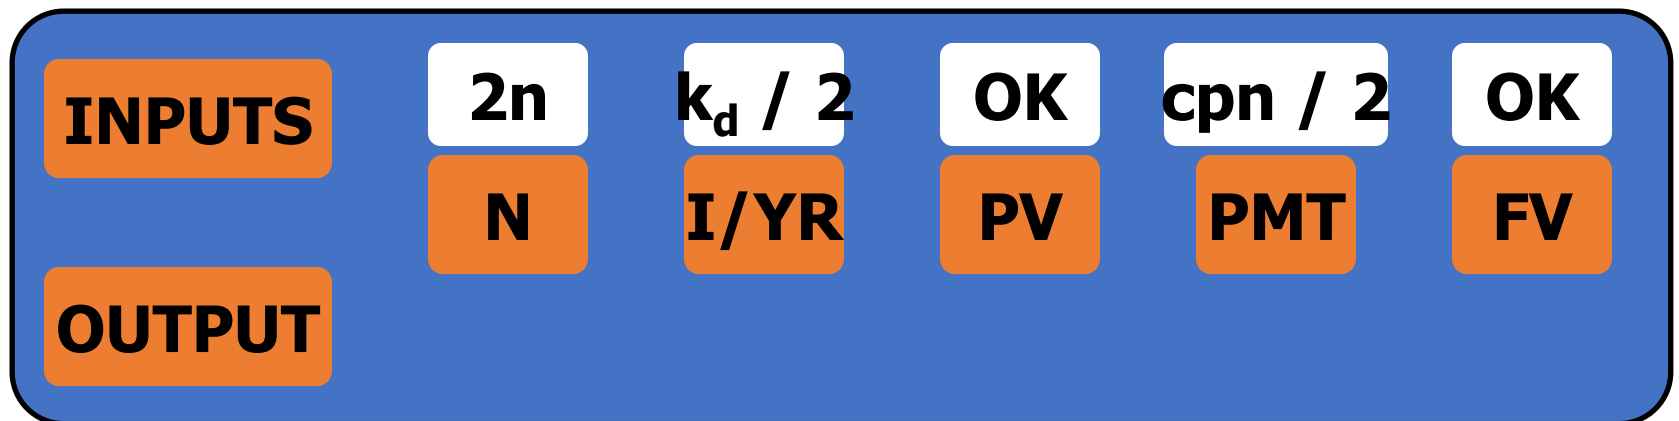 INPUTS 2n kd / 2 OK cpn / 2 OK
N I/YR PV PMT FV
OUTPUT